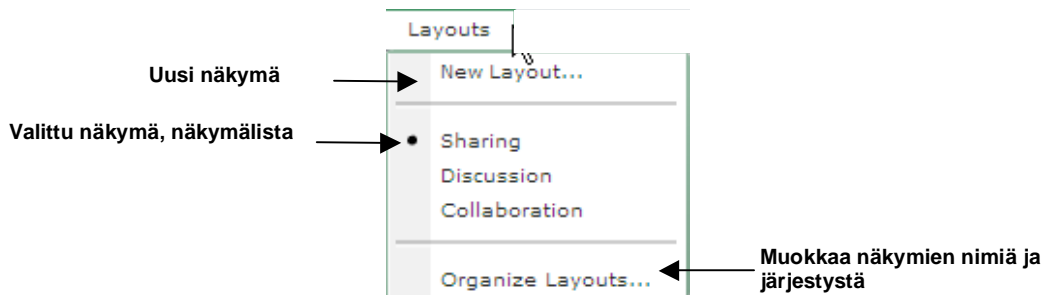 Layouts
Uusi näkymä
New Layout...
Valittu näkymä, näkymälista
Sharing
Discussion
Collaboration
Organize Layouts...
Muokkaa näkymien nimiä ja
järjestystä